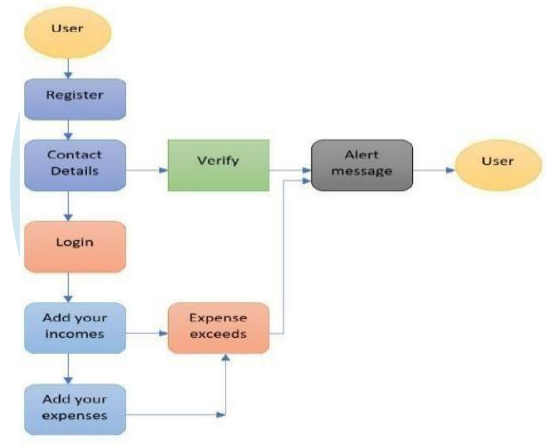 User
Register
Contact
Details
Verify
Alert
message
User
Login
Add your
incomes
Expense
exceeds
Add your
expenses